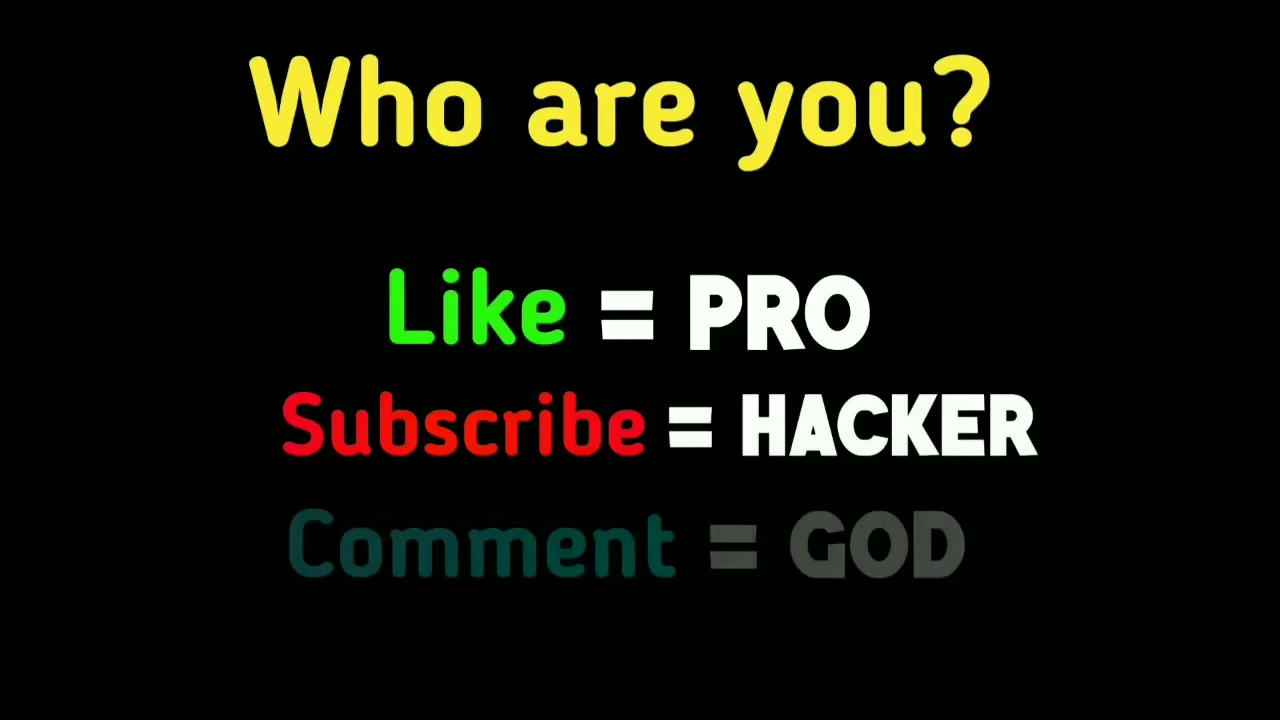 Who are you?
Like = PRO
Subscribe = HACKER
Comment = GOD